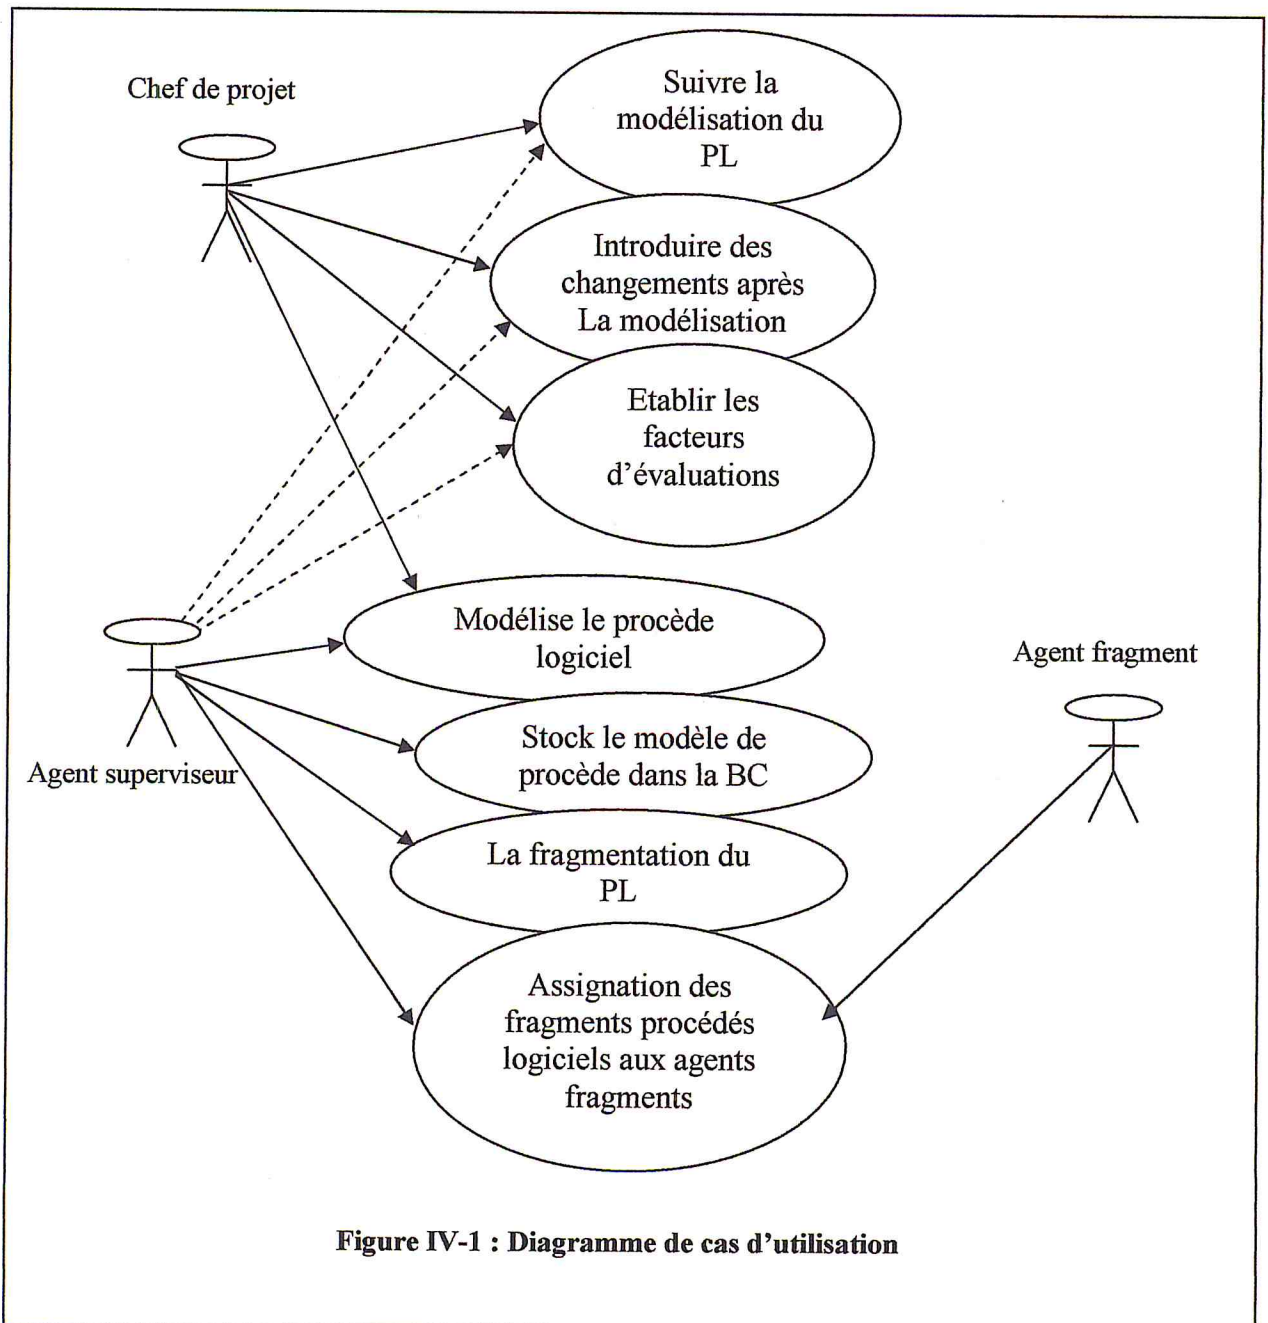 Chef de projet
Suivre la
modélisation du
PL
Introduire des
changements après
La modélisation
Etablir les
facteurs
d'évaluations
Modélise le procède
logiciel
Agent fragment
Stock le modèle de
procède dans la BC
Agent superviseur
La fragmentation du
PL
Assignation des
fragments procédés
logiciels aux agents
fragments
Figure IV-1 : Diagramme de cas d'utilisation